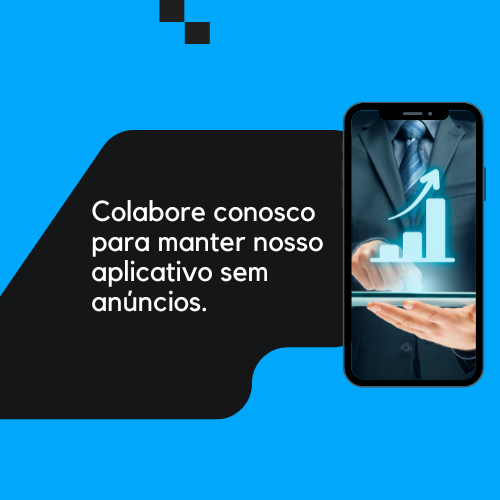 Colabore conosco
para manter nosso
aplicativo sem
anúncios.